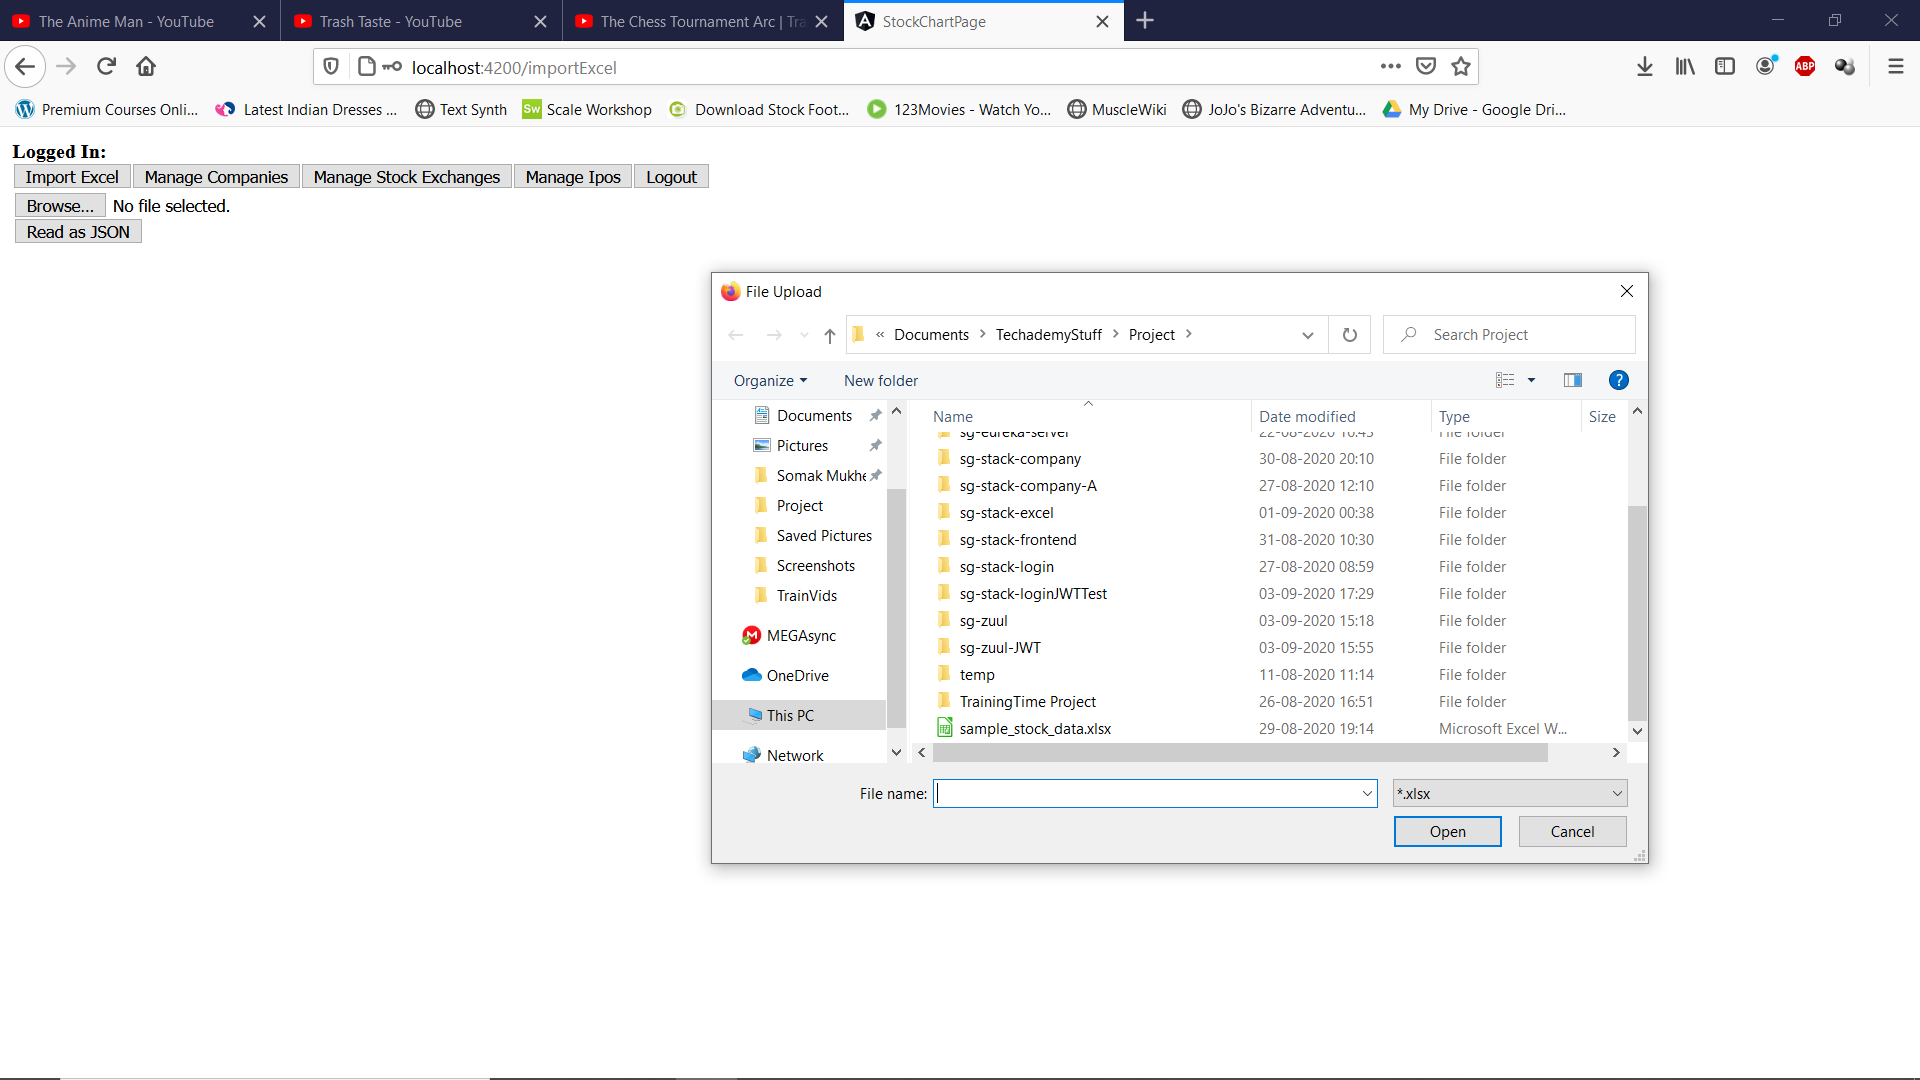 The Anime Man - YouTube
Trash Taste - YouTube
The Chess Tournament Arc | Tra
StockChartPage
localhost:4200/importExcel
ABP
Premium Courses Onli...
Latest Indian Dresses ...
Text Synth
Sw Scale Workshop
Download Stock Foot...
123Movies - Watch Yo...
MuscleWiki
JoJo's Bizarre Adventu...
My Drive - Google Dri...
Logged In:
Import Excel Manage Companies Manage Stock Exchanges Manage Ipos Logout
Browse... No file selected.
Read as JSON
File Upload
« Documents > TechademyStuff > Project >
Search Project
Organize New folder
?
Documents
Pictures
Somak Mukhe
Project
Saved Pictures
Screenshots
TrainVids
MEGAsync
OneDrive
This PC
Network
Name Date modified Type Size
sg-eureka-server 22-08-2020 10:43 File folder
sg-stack-company 30-08-2020 20:10 File folder
sg-stack-company-A 27-08-2020 12:10 File folder
sg-stack-excel 01-09-2020 00:38 File folder
sg-stack-frontend 31-08-2020 10:30 File folder
sg-stack-login 27-08-2020 08:59 File folder
sg-stack-loginJWTTest 03-09-2020 17:29 File folder
sg-zuul 03-09-2020 15:18 File folder
sg-zuul-JWT 03-09-2020 15:55 File folder
temp 11-08-2020 11:14 File folder
TrainingTime Project 26-08-2020 16:51 File folder
sample_stock_data.xlsx 29-08-2020 19:14 Microsoft Excel W...
File name:
*.xlsx
Open Cancel